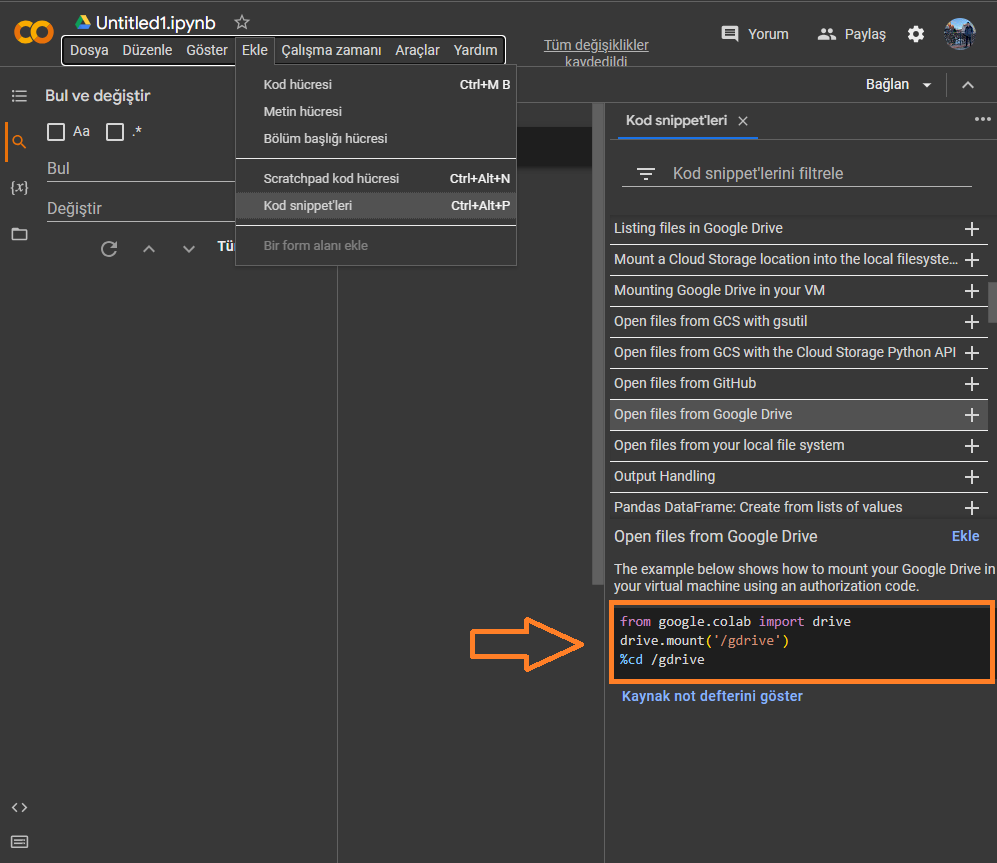 Untitled1.ipynb
Dosya Düzenle Göster Ekle Çalışma zamanı Araçlar Yardım
Tüm değişiklikler
kaydedildi
Yorum
Paylaş
Bağlan
Bul ve değiştir
Aa
.*
Bul
Değiştir
{x}
Kod hücresi Ctrl+M B
Metin hücresi
Bölüm başlığı hücresi
Scratchpad kod hücresi Ctrl+Alt+N
Kod snippet'leri Ctrl+Alt+P
Bir form alanı ekle
Kod snippet'leri
Kod snippet'lerini filtrele
Listing files in Google Drive
Mount a Cloud Storage location into the local filesyste...
Mounting Google Drive in your VM
Open files from GCS with gsutil
Open files from GCS with the Cloud Storage Python API
Open files from GitHub
Open files from Google Drive
Open files from your local file system
Output Handling
Pandas DataFrame: Create from lists of values
Open files from Google Drive Ekle
The example below shows how to mount your Google Drive in
your virtual machine using an authorization code.
from google.colab import drive
drive.mount('/gdrive')
%cd /gdrive
Kaynak not defterini göster